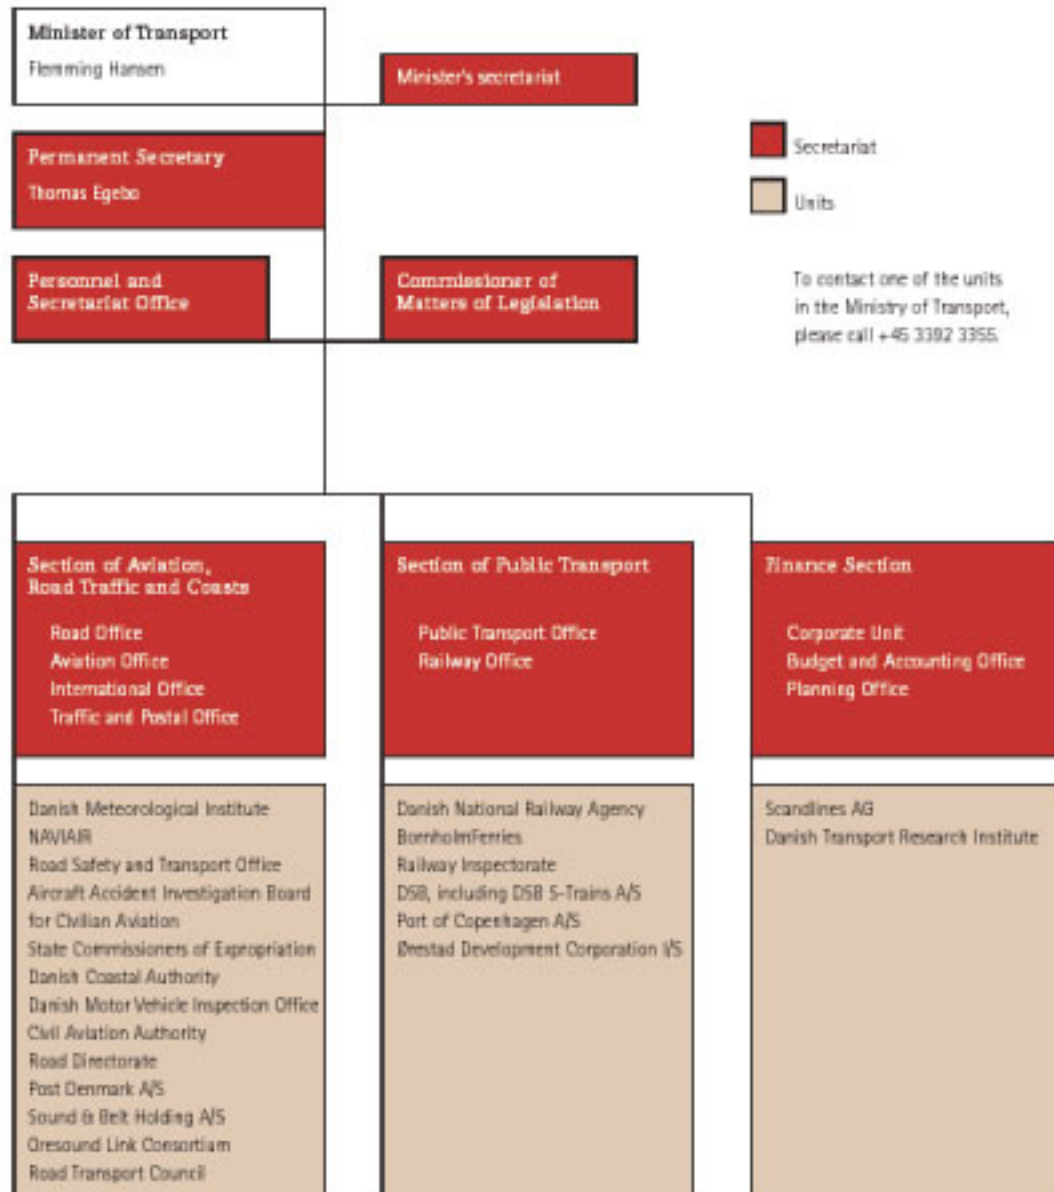 Minister of Transport
Flemming Hansen
Minister's secretariat
Permanent Secretary
Thomas Egebo
Secretariat
Units
Personnel and
Secretariat Office
Commissioner of
Matters of Legislation
To contact one of the units
in the Ministry of Transport,
please call +45 3392 3355.
Section of Aviation,
Road Traffic and Coasts
Road Office
Aviation Office
International Office
Traffic and Postal Office
Section of Public Transport
Public Transport Office
Railway Office
Finance Section
Corporate Unit
Budget and Accounting Office
Planning Office
Danish Meteorological Institute
NAVIAIR
Road Safety and Transport Office
Aircraft Accident Investigation Board
for Civilian Aviation
State Commissioners of Expropriation
Danish Coastal Authority
Danish Motor Vehicle Inspection Office
Civil Aviation Authority
Road Directorate
Post Denmark A/S
Sound & Belt Holding A/S
Oresound Link Consortiam
Road Transport Council
Danish National Railway Agency
BornholmFerries
Railway Inspectorate
DSB, including DSB S-Trains A/S
Port of Copenhagen A/S
Ørestad Development Corporation I/S
Scandlines AG
Danish Transport Research Institute